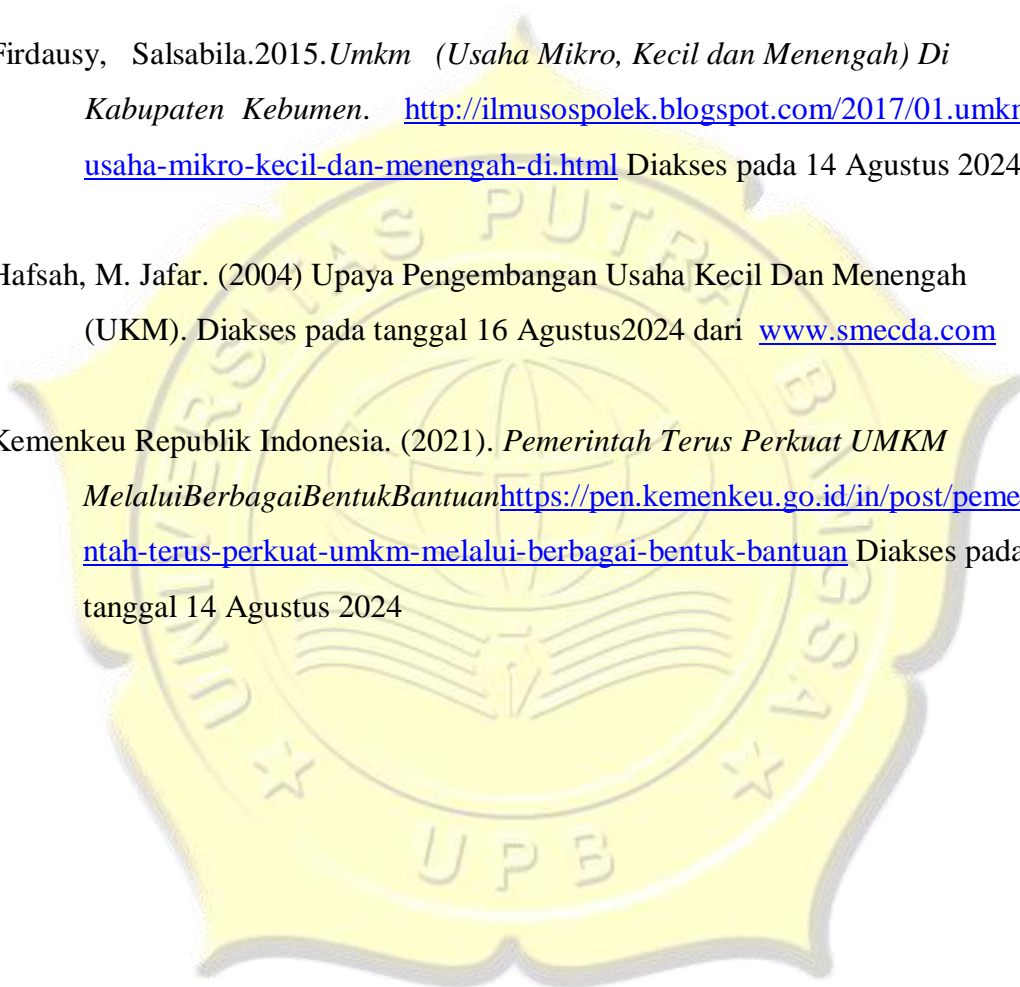 Firdausy, Salsabila.2015.Umkm (Usaha Mikro, Kecil dan Menengah) Di
Kabupaten Kebumen. http://ilmusospolek.blogspot.com/2017/01.umkm
usaha-mikro-kecil-dan-menengah-di.html Diakses pada 14 Agustus 2024
Hafsah, M. Jafar. (2004) Upaya Pengembangan Usaha Kecil Dan Menengah
(UKM). Diakses pada tanggal 16 Agustus2024 dari www.smecda.com
Kemenkeu Republik Indonesia. (2021). Pemerintah Terus Perkuat UMKM
MelaluiBerbagaiBentukBantuanhttps://pen.kemenkeu.go.id/in/post/peme
ntah-terus-perkuat-umkm-melalui-berbagai-bentuk-bantuan Diakses pada
tanggal 14 Agustus 2024
UNIVERSITAS PUTRA BANGSA
UPB